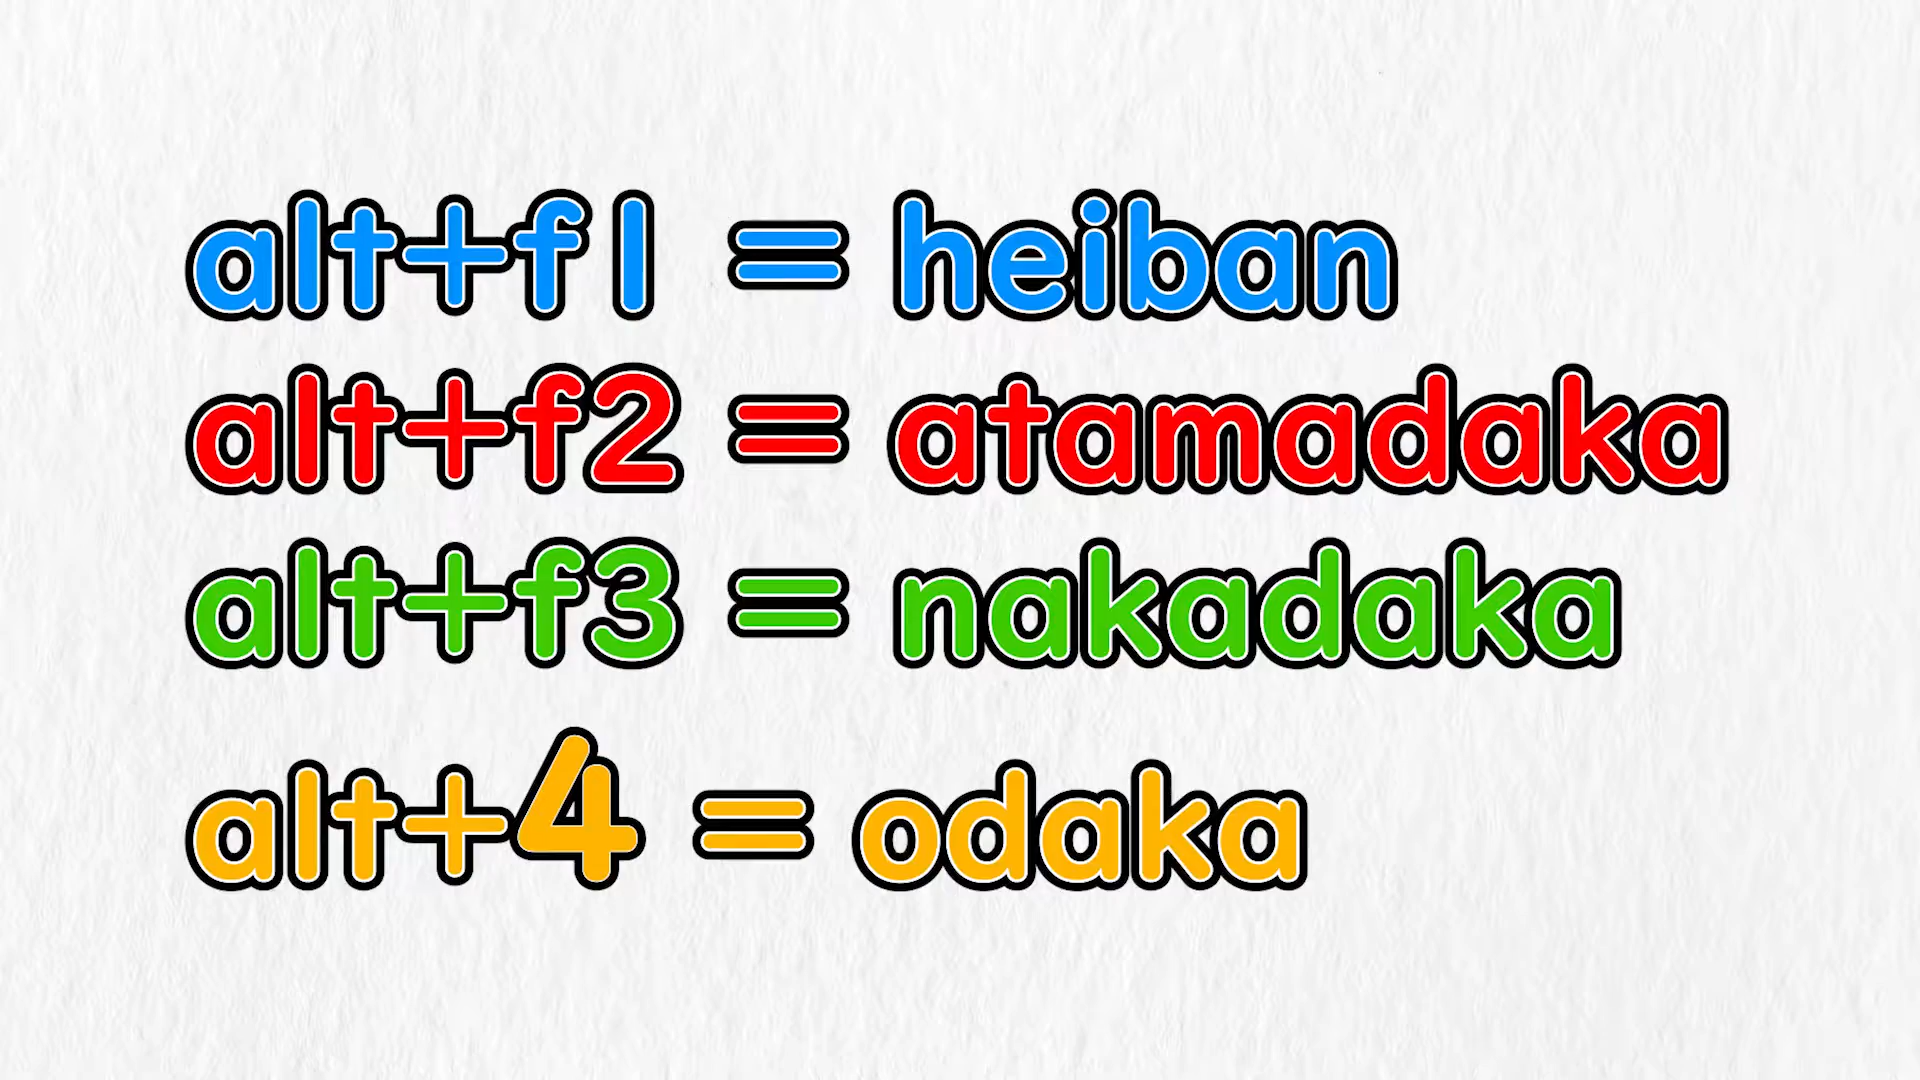 alt+f1 = heiban
alt+f2 = atamadaka
alt+f3 = nakadaka
alt+4 = odaka